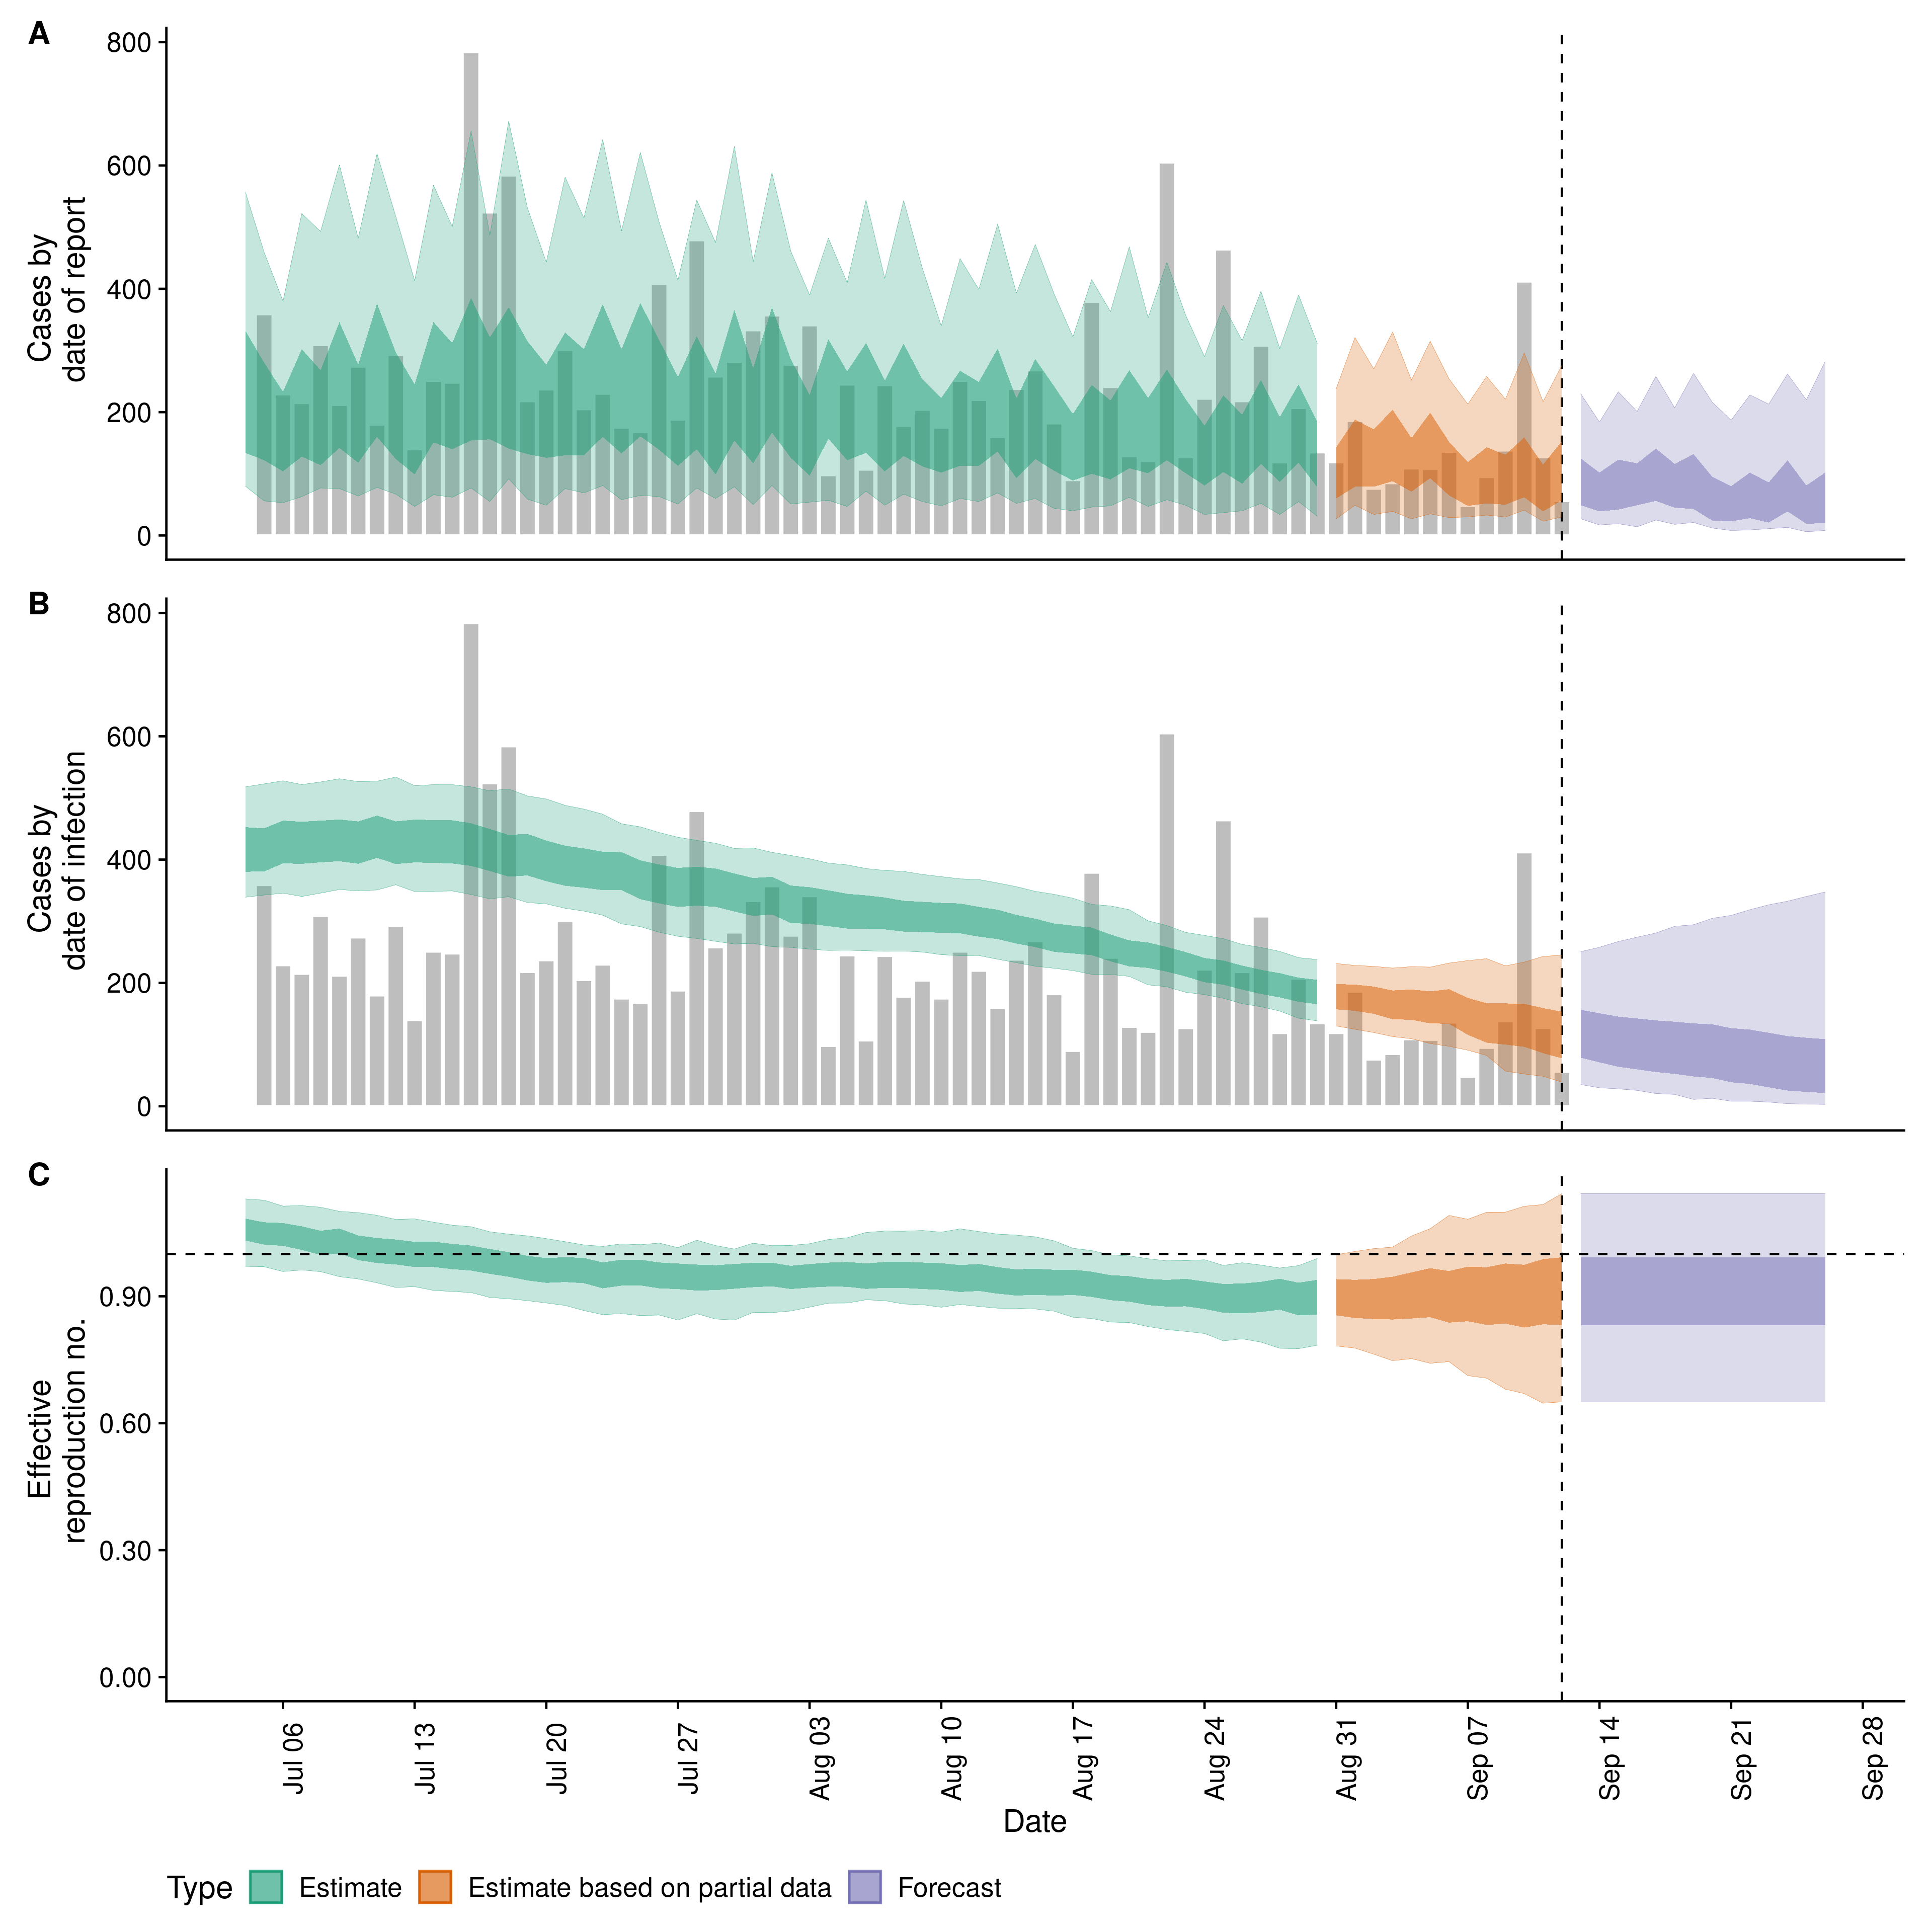 A
800
600
400
200
0
Cases by
date of report
B
800
600
400
200
0
Cases by
date of infection
C
0.90
0.60
0.30
0.00
Effective
reproduction no.
Jul 06
Jul 13
Jul 20
Jul 27
Aug 03
Aug 10
Aug 17
Aug 24
Aug 31
Sep 07
Sep 14
Sep 21
Sep 28
Date
Type Estimate Estimate based on partial data Forecast